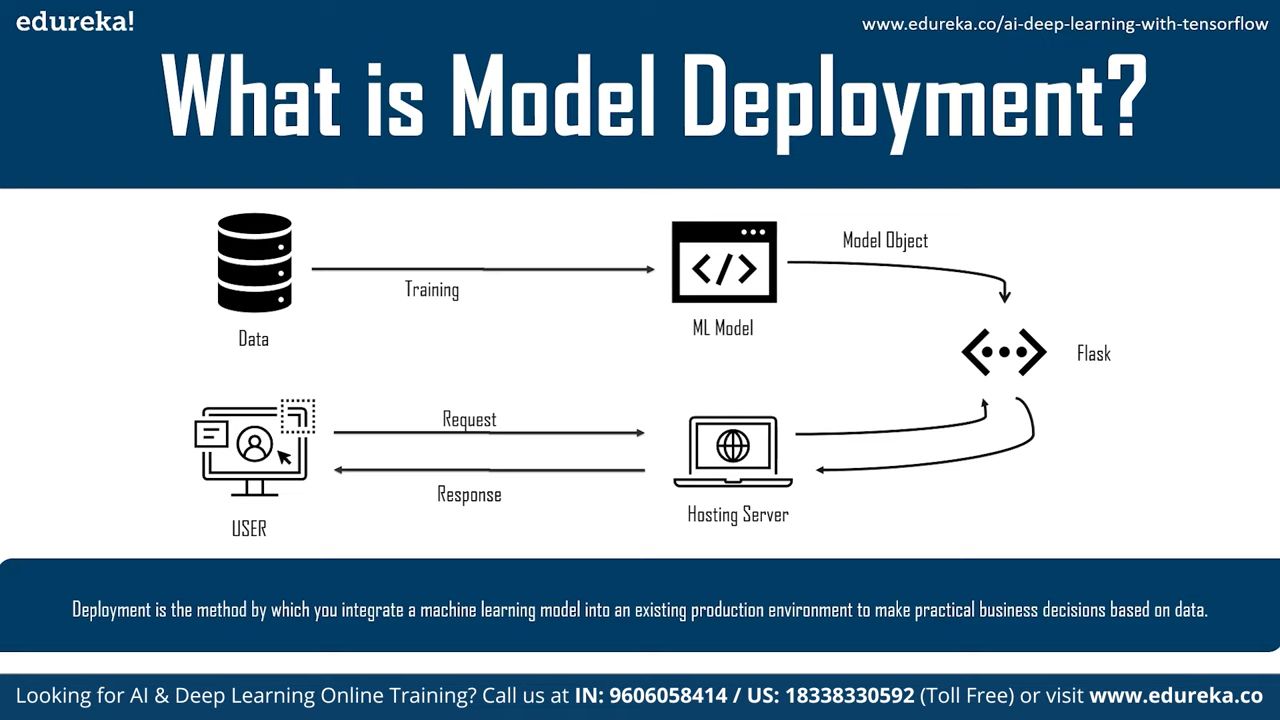 edureka!
www.edureka.co/ai-deep-learning-with-tensorflow
What is Model Deployment?
Model Object
Training
Data
ML Model
Flask
Request
Response
USER
Hosting Server
Deployment is the method by which you integrate a machine learning model into an existing production environment to make practical business decisions based on data.
Looking for AI & Deep Learning Online Training? Call us at IN: 9606058414 / US: 18338330592 (Toll Free) or visit www.edureka.co